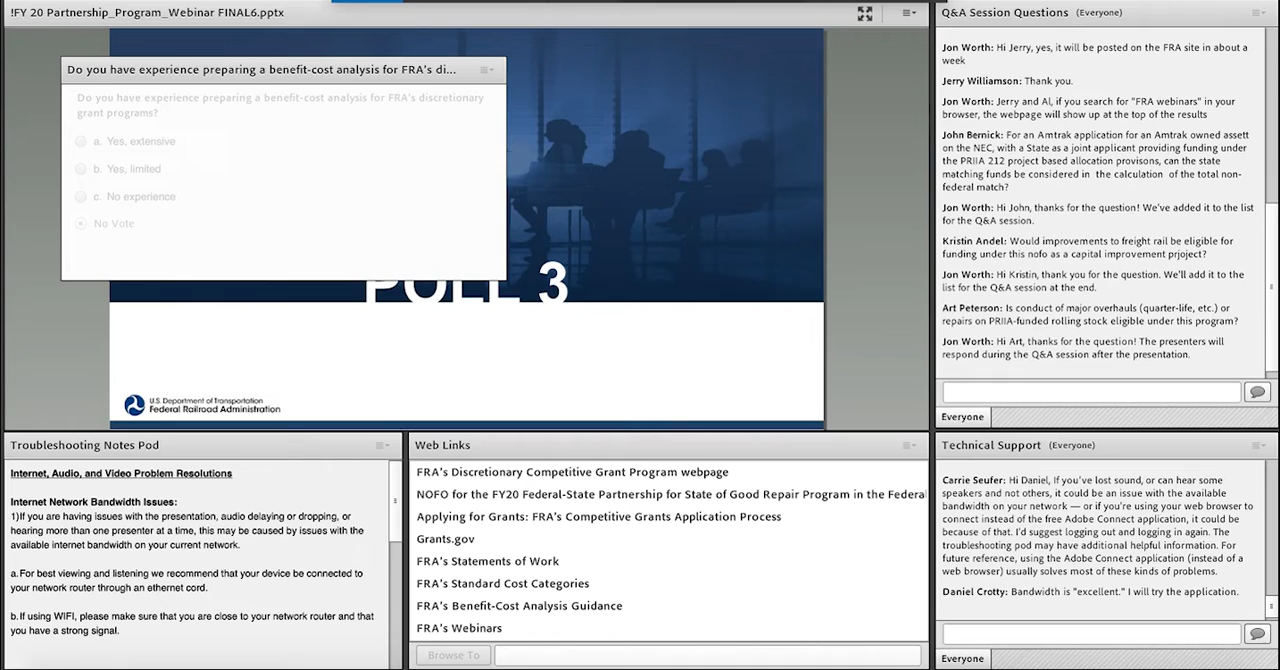 !FY 20 Partnership_Program_Webinar FINAL6.pptx
Do you have experience preparing a benefit-cost analysis for FRA's di...
Do you have experience preparing a benefit-cost analysis for FRA's discretionary
grant programs?
a. Yes, extensive
b. Yes, limited
c. No experience
No Vote
POLL 3
U.S. Department of Transportation
Federal Railroad Administration
Q&A Session Questions (Everyone)
Jon Worth: Hi Jerry, yes, it will be posted on the FRA site in about a
week
Jerry Williamson: Thank you.
Jon Worth: Jerry and Al, if you search for "FRA webinars" in your
browser, the webpage will show up at the top of the results
John Bernick: For an Amtrak application for an Amtrak owned assett
on the NEC, with a State as a joint applicant providing funding under
the PRIIA 212 project based allocation provisons, can the state
matching funds be considered in the calculation of the total non-
federal match?
Jon Worth: Hi John, thanks for the question! We've added it to the list
for the Q&A session.
Kristin Andel: Would improvements to freight rail be eligible for
funding under this nofo as a capital improvement project?
Jon Worth: Hi Kristin, thank you for the question. We'll add it to the
list for the Q&A session at the end.
Art Peterson: Is conduct of major overhauls (quarter-life, etc.) or
repairs on PRIIA-funded rolling stock eligible under this program?
Jon Worth: Hi Art, thanks for the question! The presenters will
respond during the Q&A session after the presentation.
Everyone
Troubleshooting Notes Pod
Internet, Audio, and Video Problem Resolutions
Internet Network Bandwidth Issues:
1)If you are having issues with the presentation, audio delaying or dropping, or
hearing more than one presenter at a time, this may be caused by issues with the
available internet bandwidth on your current network.
a.For best viewing and listening we recommend that your device be connected to
your network router through an ethernet cord.
b.If using WIFI, please make sure that you are close to your network router and that
you have a strong signal.
Web Links
FRA's Discretionary Competitive Grant Program webpage
NOFO for the FY20 Federal-State Partnership for State of Good Repair Program in the Federal
Applying for Grants: FRA's Competitive Grants Application Process
Grants.gov
FRA's Statements of Work
FRA's Standard Cost Categories
FRA's Benefit-Cost Analysis Guidance
FRA's Webinars
Browse To
Technical Support (Everyone)
Carrie Seufer: Hi Daniel, If you've lost sound, or can hear some
speakers and not others, it could be an issue with the available
bandwidth on your network — or if you're using your web browser to
connect instead of the free Adobe Connect application, it could be
because of that. I'd suggest logging out and logging in again. The
troubleshooting pod may have additional helpful information. For
future reference, using the Adobe Connect application (instead of a
web browser) usually solves most of these kinds of problems.
Daniel Crotty: Bandwidth is "excellent." I will try the application.
Everyone